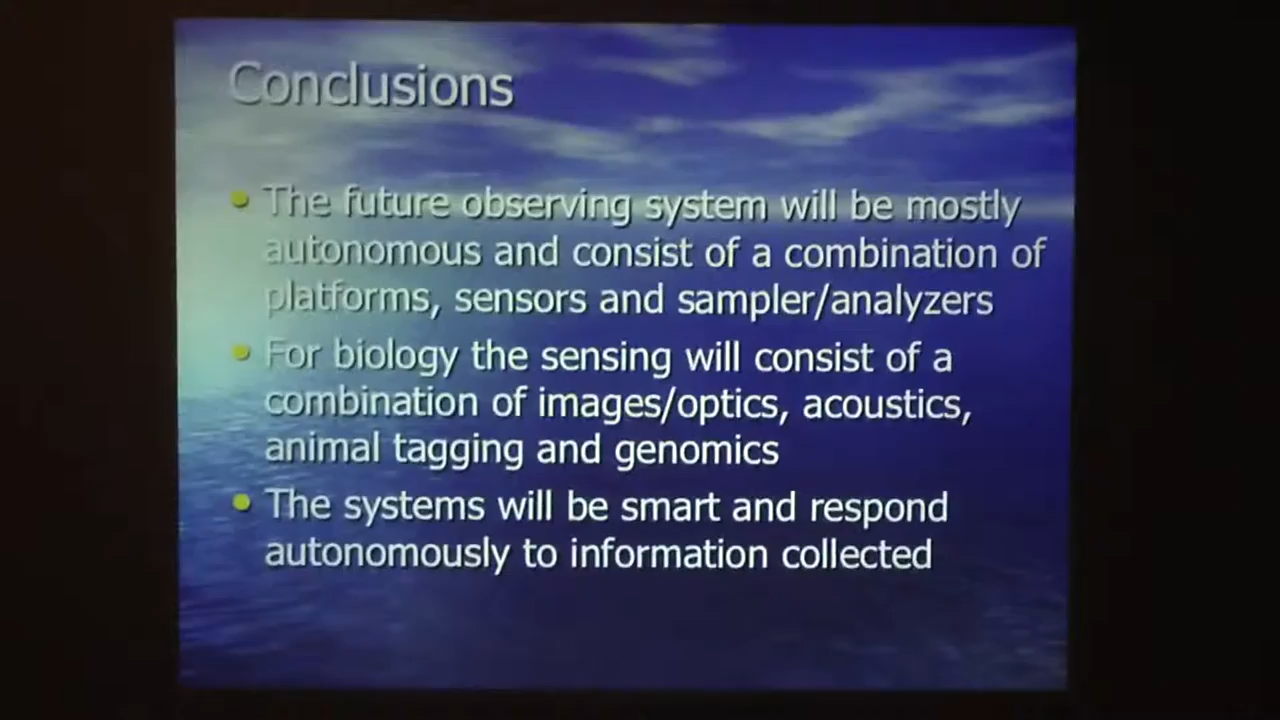 Conclusions
• The future observing system will be mostly
autonomous and consist of a combination of
platforms, sensors and sampler/analyzers
• For biology the sensing will consist of a
combination of images/optics, acoustics,
animal tagging and genomics
• The systems will be smart and respond
autonomously to information collected